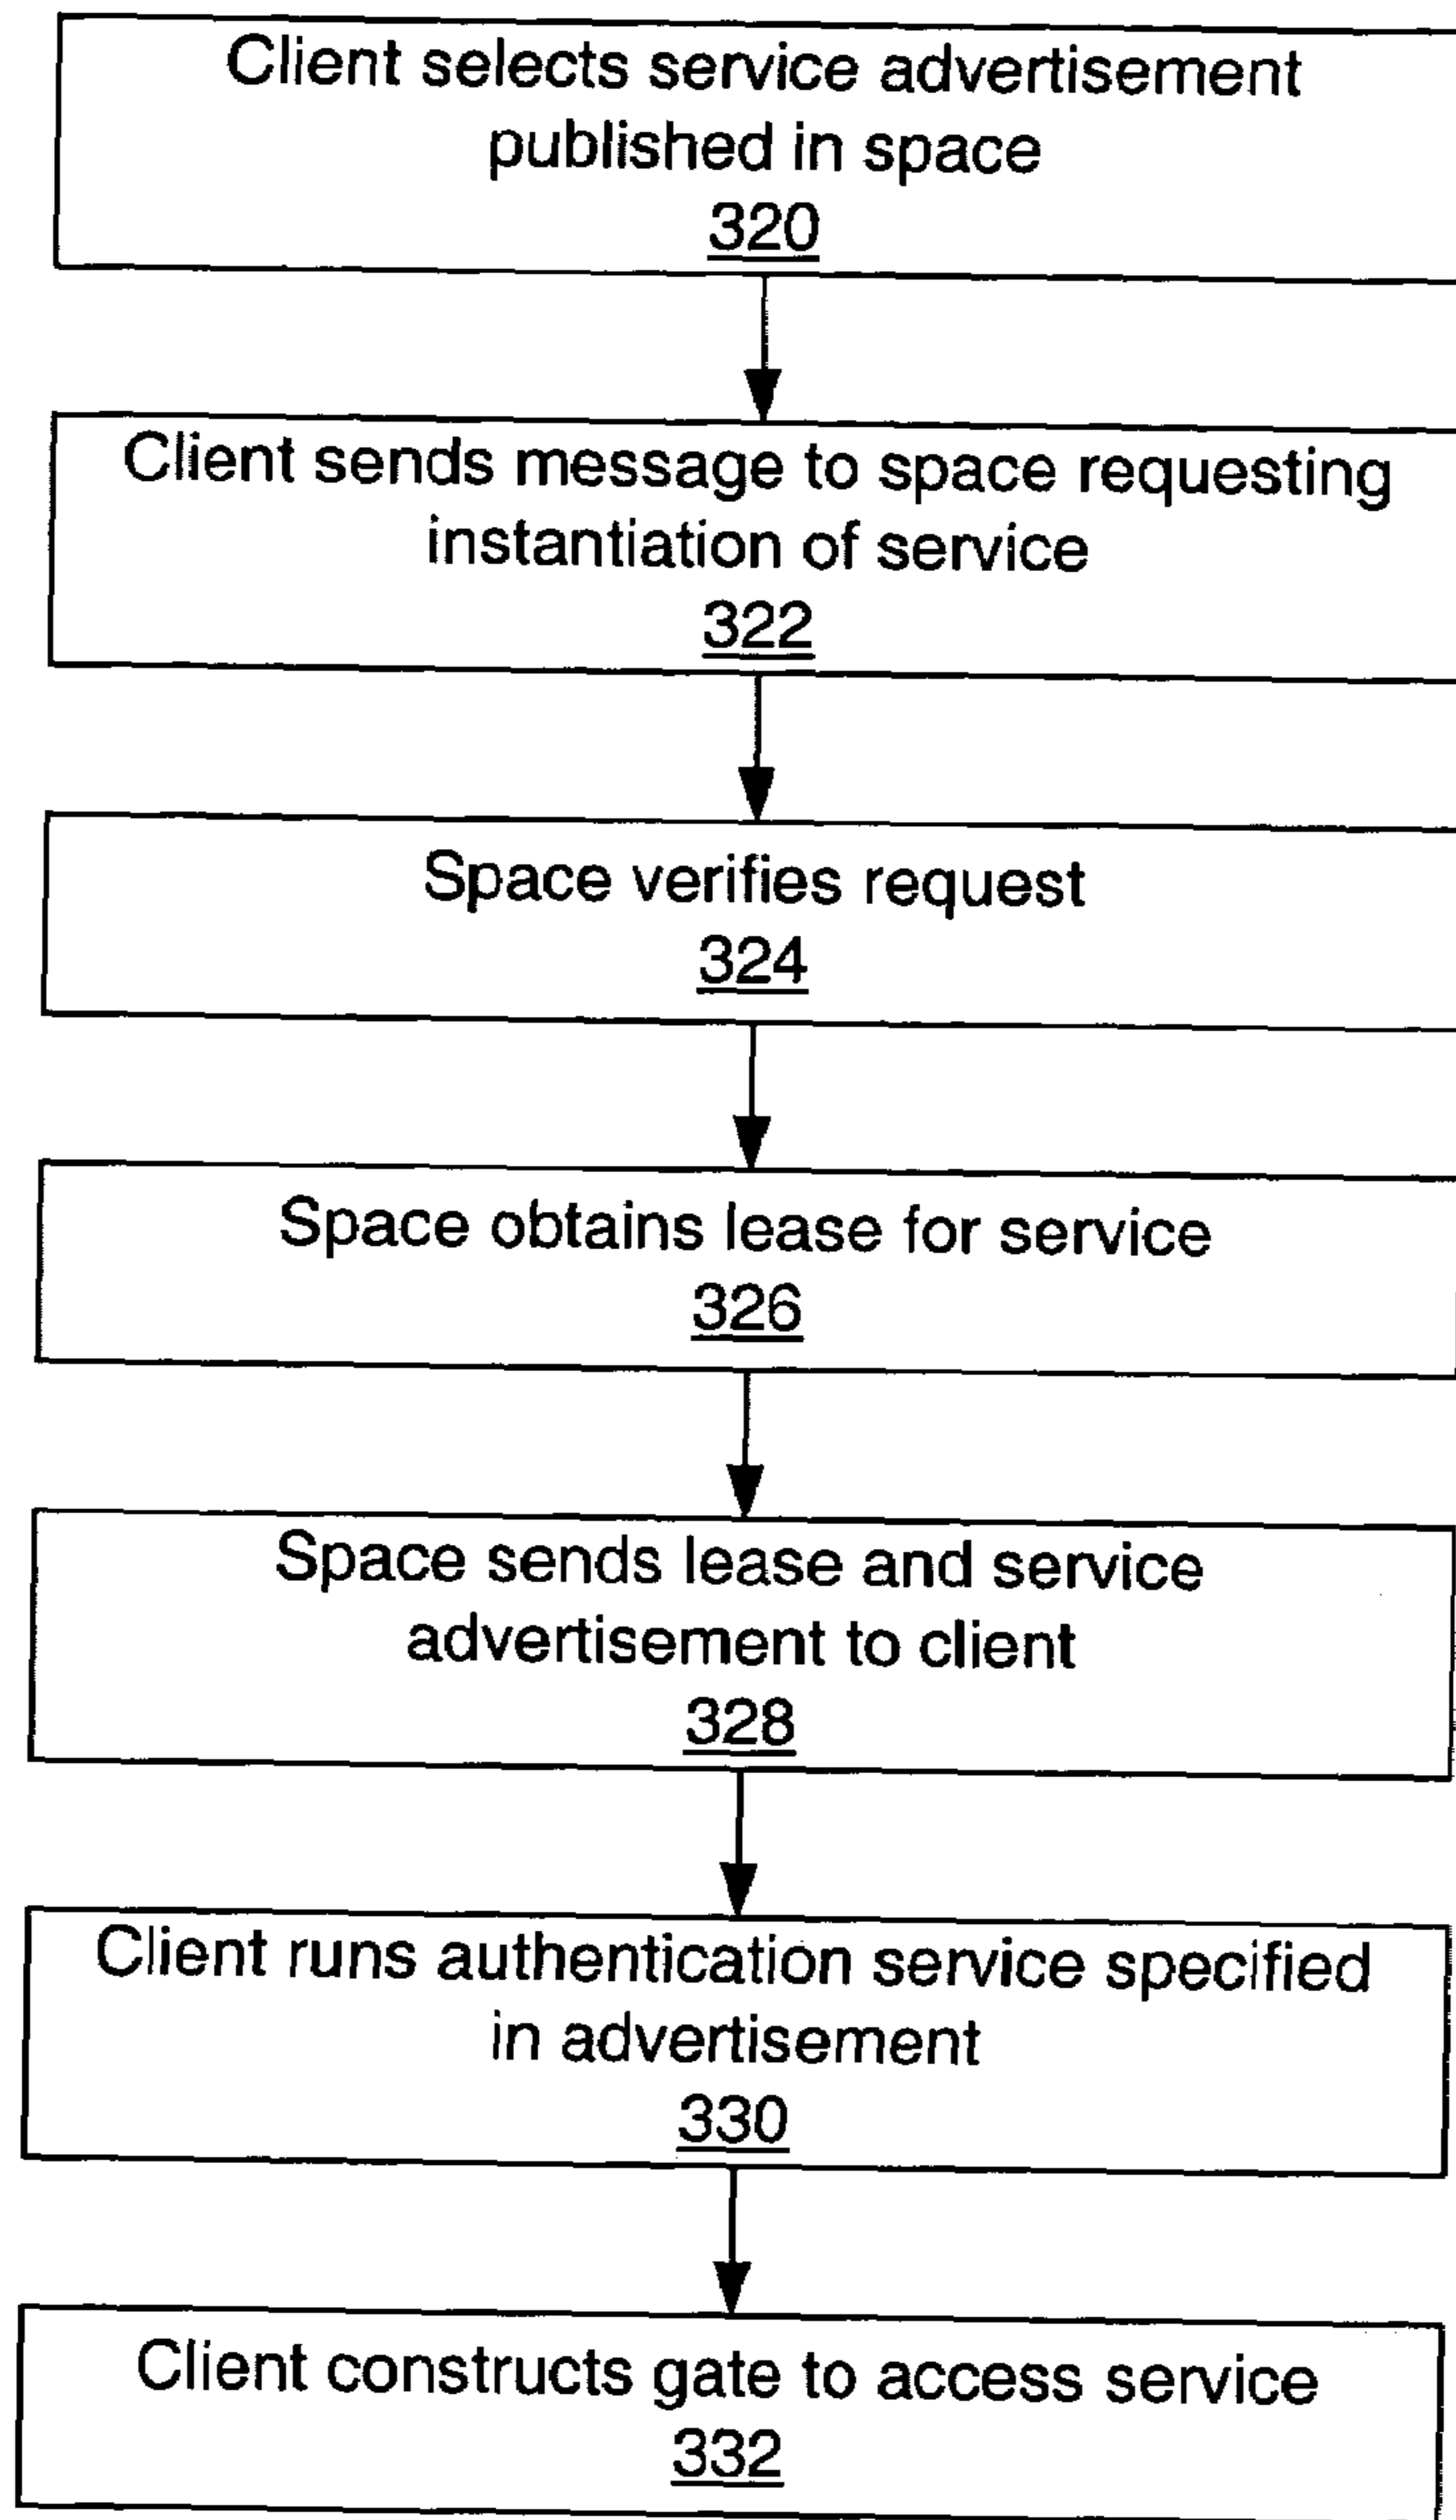 Client selects service advertisement
published in space
320
Client sends message to space requesting
instantiation of service
322
Space verifies request
324
Space obtains lease for service
326
Space sends lease and service
advertisement to client
328
Client runs authentication service specified
in advertisement
330
Client constructs gate to access service
332